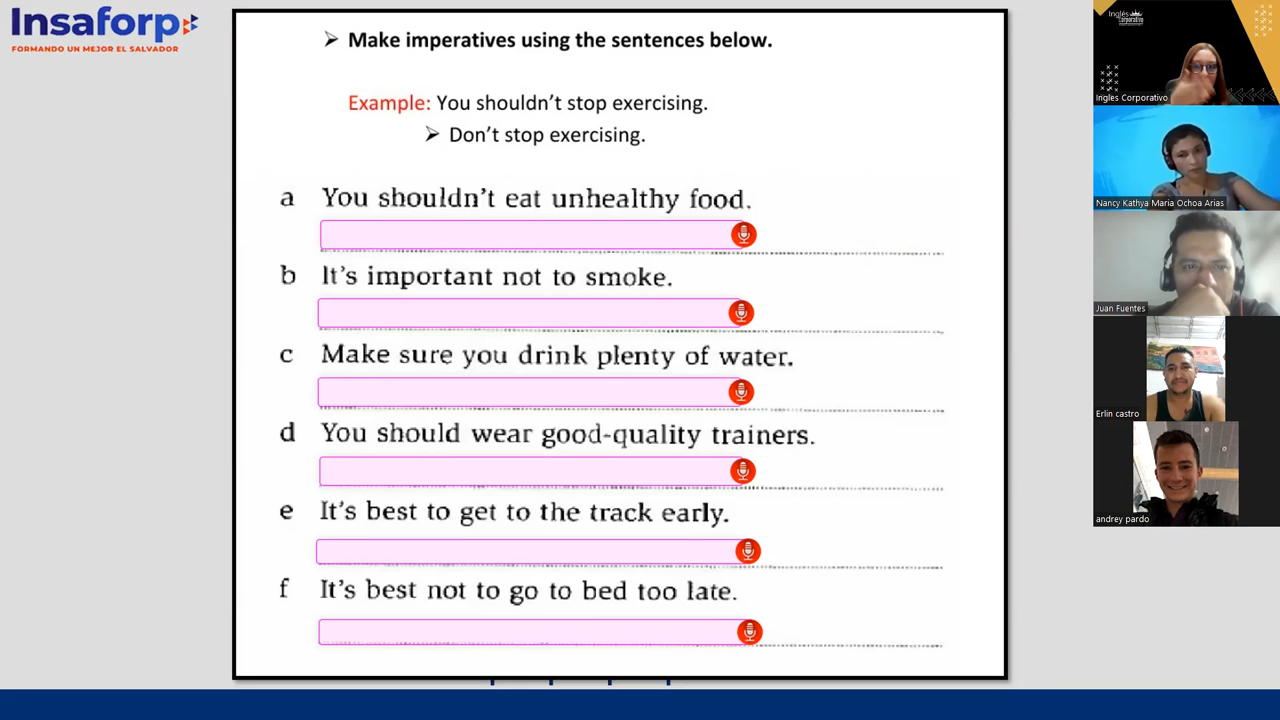 Insaforp
FORMANDO UN MEJOR EL SALVADOR
➢ Make imperatives using the sentences below.
Example: You shouldn't stop exercising.
➢ Don't stop exercising.
a You shouldn't eat unhealthy food.
b It's important not to smoke.
c Make sure you drink plenty of water.
d You should wear good-quality trainers.
e It's best to get to the track early.
f It's best not to go to bed too late.
Inglés
Corporativo
Ingles Corporativo
Nancy Kathya Maria Ochoa Arias
Juan Fuentes
Erlin castro
andrey pardo